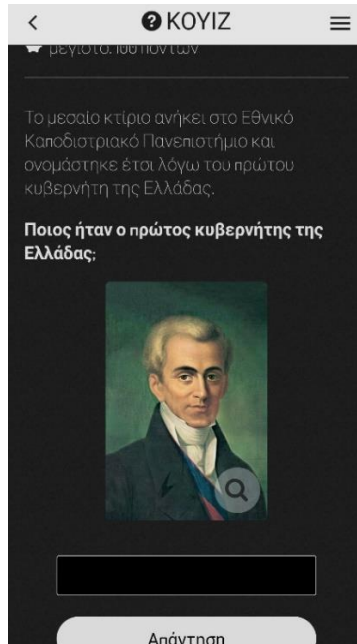 ΚΟΥΙΖ
Το μεσαίο κτίριο ανήκει στο Εθνικό
Καποδιστριακό Πανεπιστήμιο και
ονομάστηκε έτσι λόγω του πρώτου
κυβερνήτη της Ελλάδας.
Ποιος ήταν ο πρώτος κυβερνήτης της
Ελλάδας;
Απάντηση